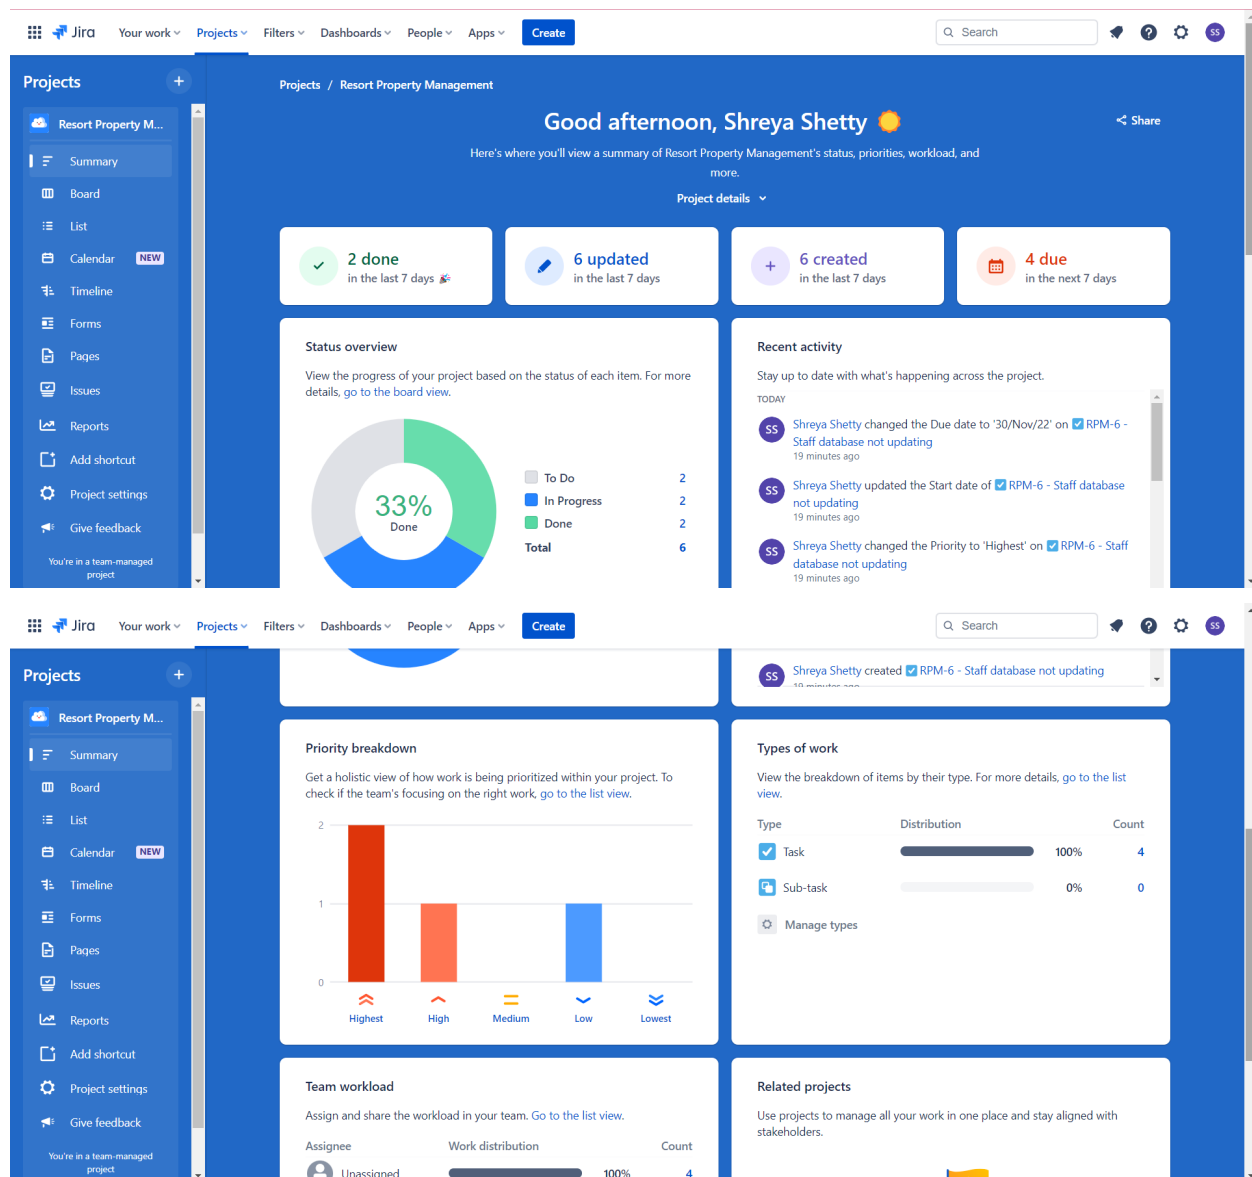 Jira Your work Projects Filters Dashboards People Apps Create Search SS
Projects
Resort Property M...
Summary
Board
List
Calendar NEW
Timeline
Forms
Pages
Issues
Reports
Add shortcut
Project settings
Give feedback
You're in a team-managed
project
Projects / Resort Property Management
Good afternoon, Shreya Shetty
Share
Here's where you'll view a summary of Resort Property Management's status, priorities, workload, and
more.
Project details
2 done
in the last 7 days
6 updated
in the last 7 days
6 created
in the last 7 days
4 due
in the next 7 days
Status overview
View the progress of your project based on the status of each item. For more
details, go to the board view.
33%
Done
To Do 2
In Progress 2
Done 2
Total 6
Recent activity
Stay up to date with what's happening across the project.
TODAY
SS
Shreya Shetty changed the Due date to '30/Nov/22' on RPM-6 -
Staff database not updating
19 minutes ago
SS
Shreya Shetty updated the Start date of RPM-6 - Staff database
not updating
19 minutes ago
SS
Shreya Shetty changed the Priority to 'Highest' on RPM-6 - Staff
database not updating
19 minutes ago
Jira Your work Projects Filters Dashboards People Apps Create Search SS
Projects
Resort Property M...
Summary
Board
List
Calendar NEW
Timeline
Forms
Pages
Issues
Reports
Add shortcut
Project settings
Give feedback
You're in a team-managed
project
SS
Shreya Shetty created RPM-6 - Staff database not updating
19 minutes ago
Priority breakdown
Get a holistic view of how work is being prioritized within your project. To
check if the team's focusing on the right work, go to the list view.
2
1
0
Highest High Medium Low Lowest
Types of work
View the breakdown of items by their type. For more details, go to the list
view.
Type Distribution Count
Task 100% 4
Sub-task 0% 0
Manage types
Team workload
Assign and share the workload in your team. Go to the list view.
Assignee Work distribution Count
Unassigned 100% 4
Related projects
Use projects to manage all your work in one place and stay aligned with
stakeholders.